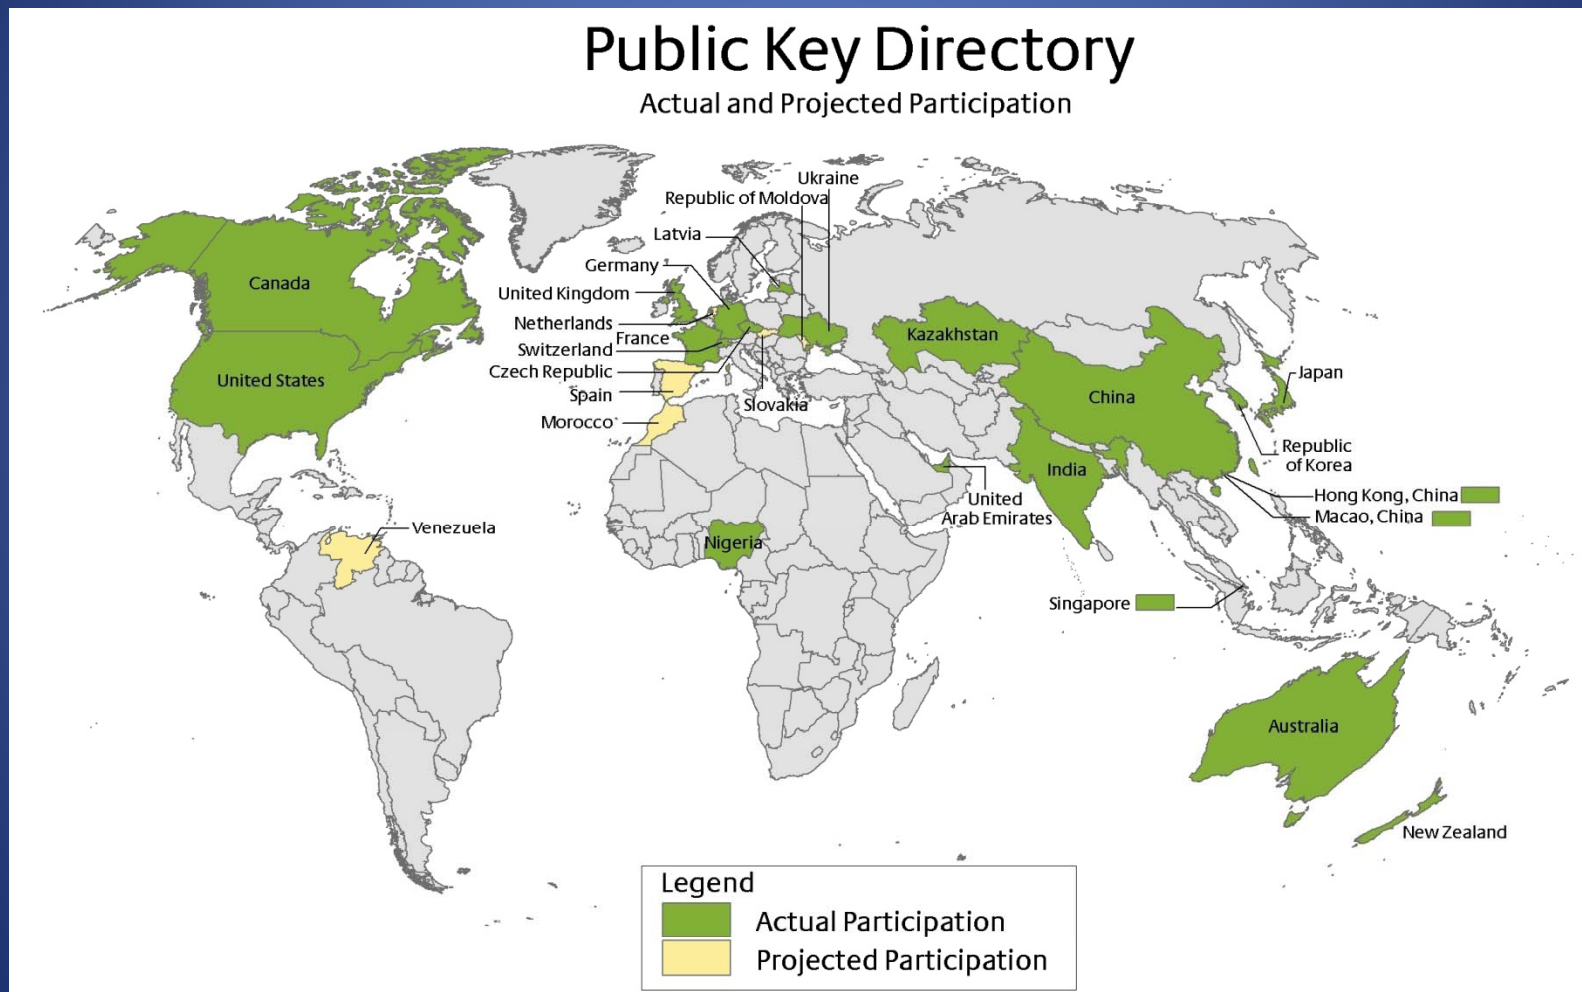 Public Key Directory
Actual and Projected Participation
Ukraine
Republic of Moldova
Latvia
Germany
Canada
United Kingdom
Netherlands
France
Kazakhstan
Switzerland
Czech Republic
United States
Japan
Spain
Slovakia
China
Morocco
Republic
of Korea
India
United
Arab Emirates
Hong Kong, China
Macao, China
Venezuela
Nigeria
Singapore
Australia
New Zealand
Legend
Actual Participation
Projected Participation